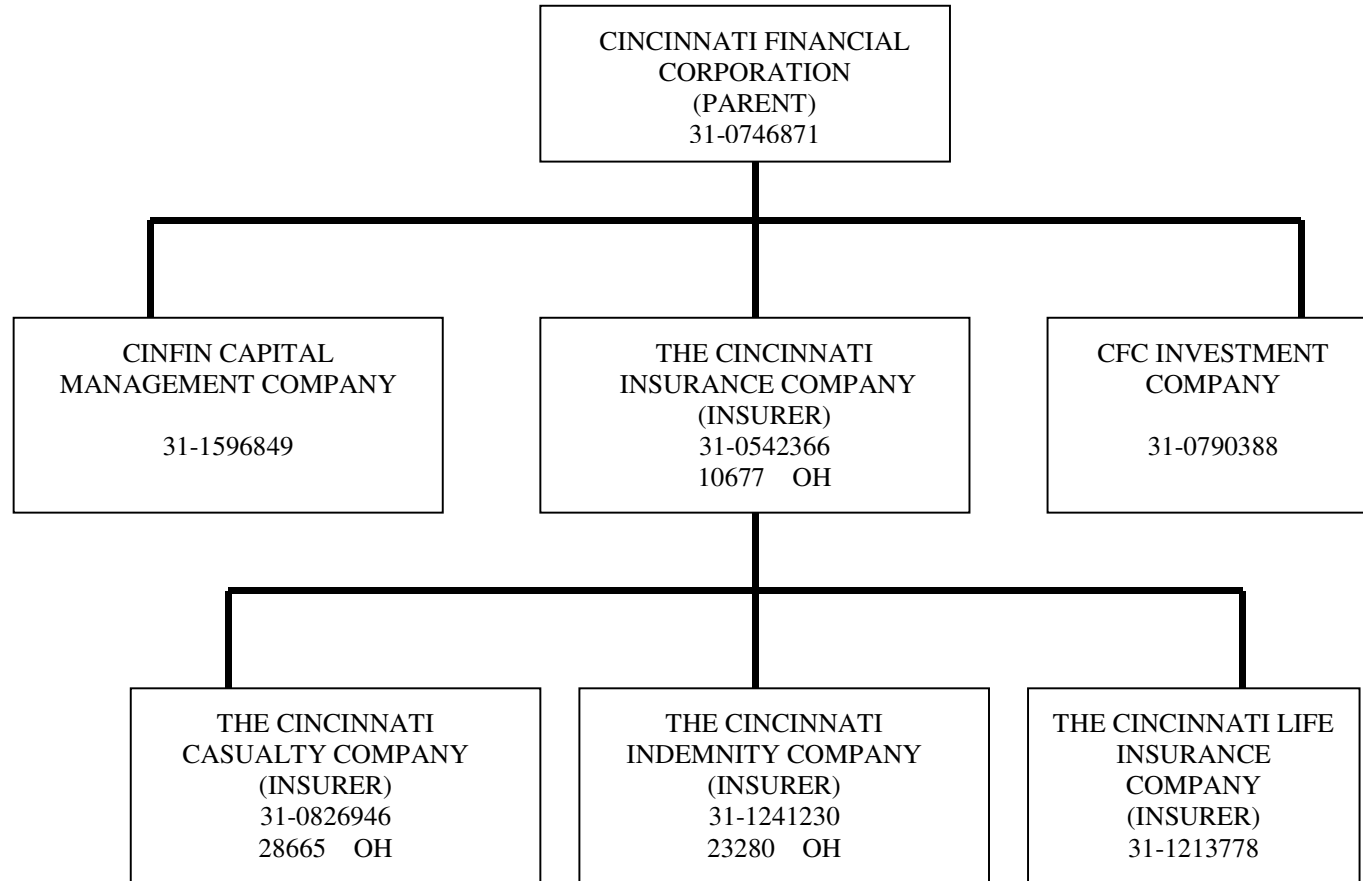 CINCINNATI FINANCIAL
CORPORATION
(PARENT)
31-0746871
CINFIN CAPITAL
MANAGEMENT COMPANY
31-1596849
THE CINCINNATI
INSURANCE COMPANY
(INSURER)
31-0542366
10677 OH
CFC INVESTMENT
COMPANY
31-0790388
THE CINCINNATI
CASUALTY COMPANY
(INSURER)
31-0826946
28665 OH
THE CINCINNATI
INDEMNITY COMPANY
(INSURER)
31-1241230
23280 OH
THE CINCINNATI LIFE
INSURANCE
COMPANY
(INSURER)
31-1213778